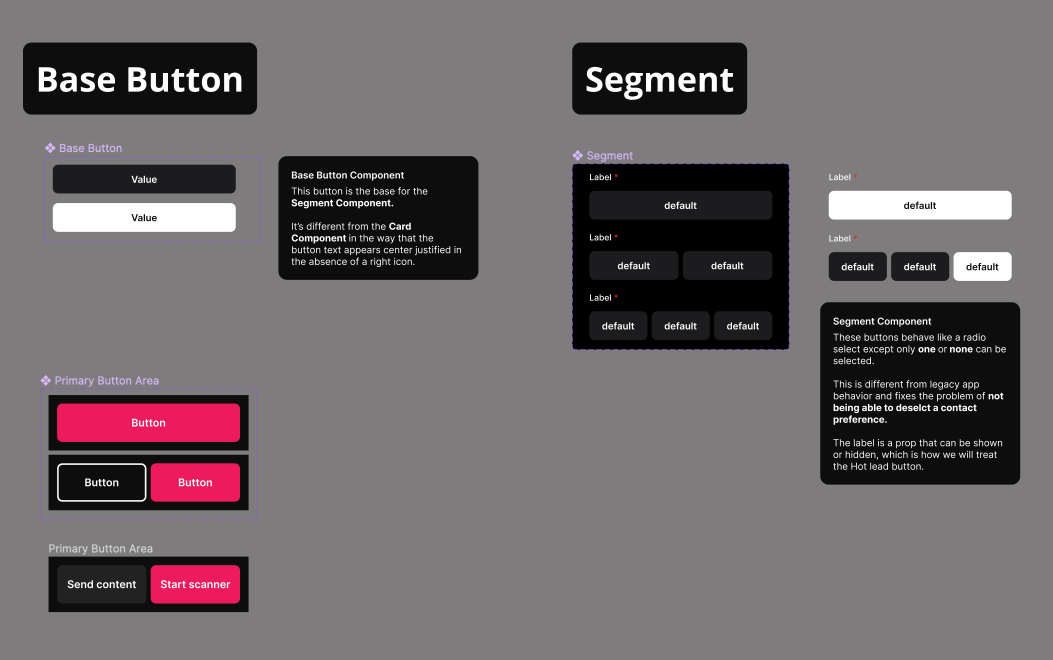 Base Button
Base Button
Value
Value
Base Button Component
This button is the base for the
Segment Component.
It's different from the Card
Component in the way that the
button text appears center justified in
the absence of a right icon.
Primary Button Area
Button
Button
Button
Primary Button Area
Send content
Start scanner
Segment
Segment
Label *
default
Label *
default
default
Label *
default
default
default
Label *
default
Label *
default
default
default
Segment Component
These buttons behave like a radio
select except only one or none can be
selected.
This is different from legacy app
behavior and fixes the problem of not
being able to deselct a contact
preference.
The label is a prop that can be shown
or hidden, which is how we will treat
the Hot lead button.